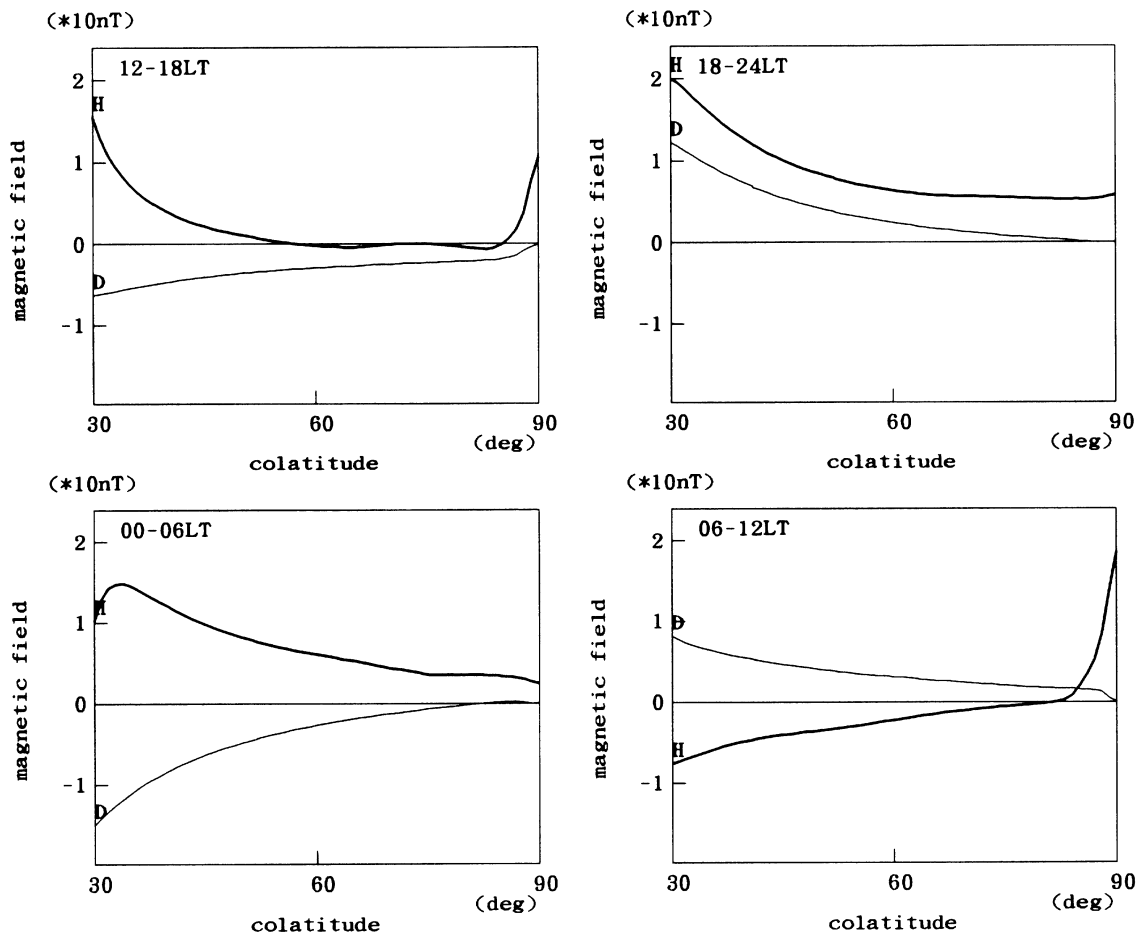 (*10nT)
12-18LT
2
H
1
0
D
-1
magnetic field
30
60
90
(deg)
colatitude
(*10nT)
18-24LT
H
2
D
1
0
-1
magnetic field
30
60
90
(deg)
colatitude
(*10nT)
00-06LT
2
H
1
0
-1
D
magnetic field
30
60
90
(deg)
colatitude
(*10nT)
06-12LT
2
1
D
0
H
-1
magnetic field
30
60
90
(deg)
colatitude